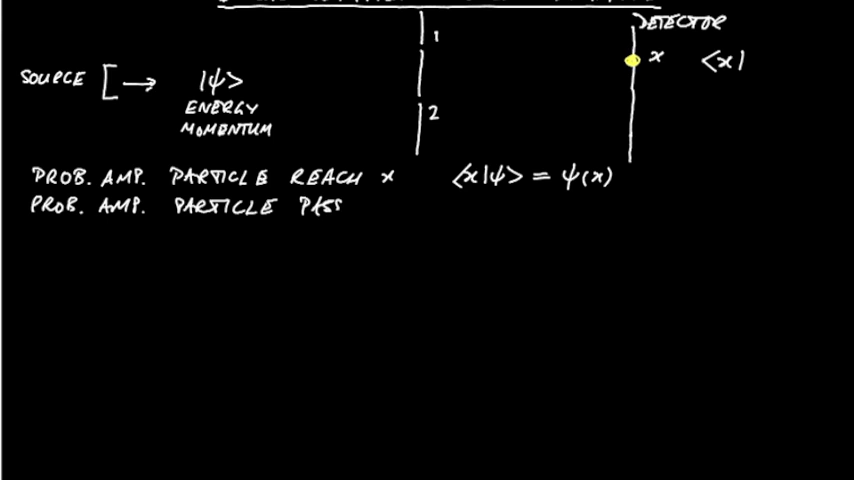 DETECTOR
1
x <x|
SOURCE [→ |ψ>
ENERGY
MOMENTUM
2
PROB. AMP. PARTICLE REACH x <x|ψ> = ψ(x)
PROB. AMP. PARTICLE PASS